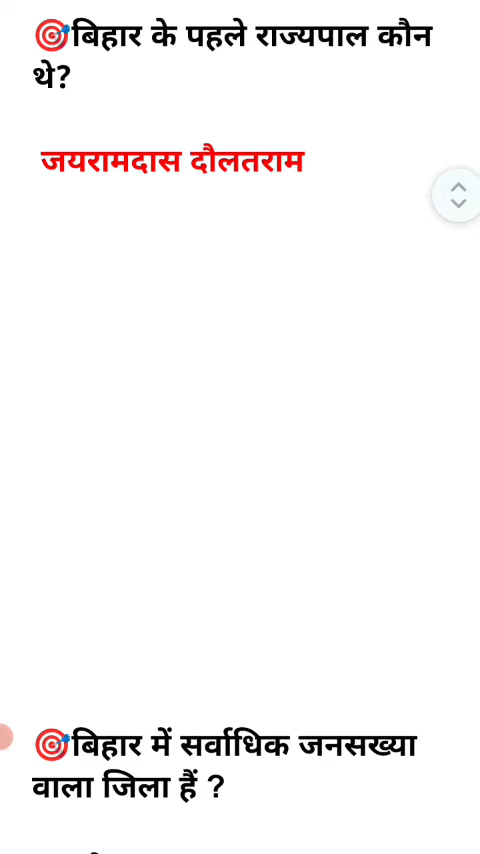 🎯बिहार के पहले राज्यपाल कौन
थे?
जयरामदास दौलतराम
🎯बिहार में सर्वाधिक जनसख्या
वाला जिला हैं ?